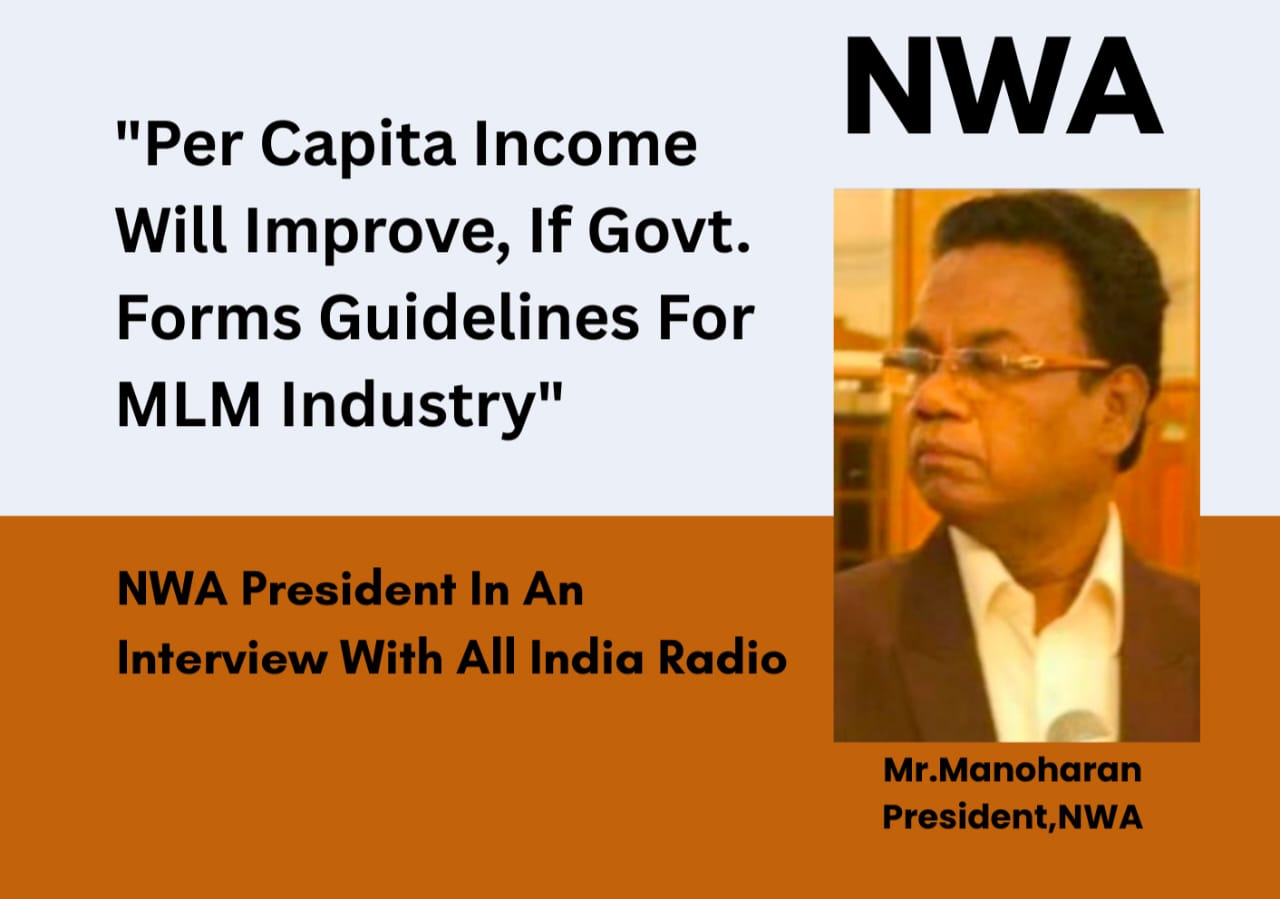 NWA
"Per Capita Income
Will Improve, If Govt.
Forms Guidelines For
MLM Industry"
NWA President In An
Interview With All India Radio
Mr.Manoharan
President,NWA